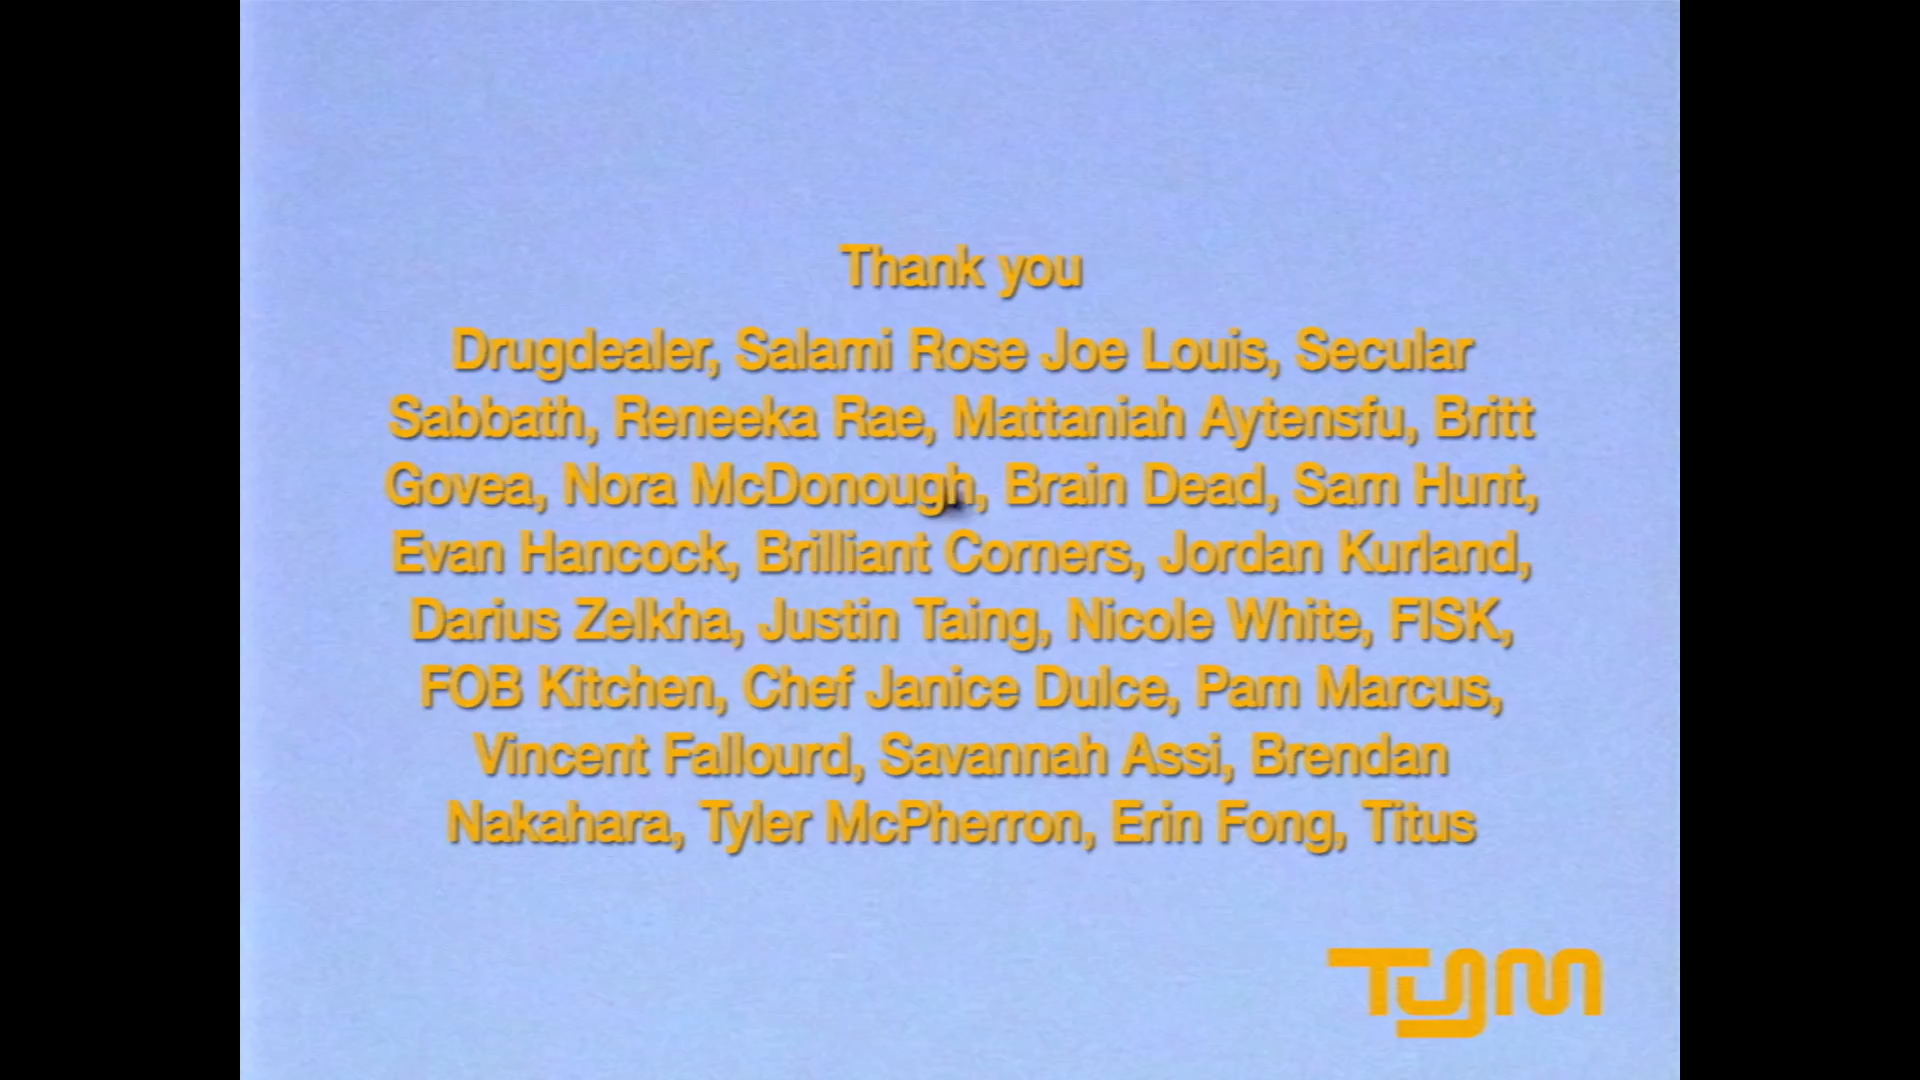 Thank you
Drugdealer, Salami Rose Joe Louis, Secular
Sabbath, Reneeka Rae, Mattaniah Aytensfu, Britt
Govea, Nora McDonough, Brain Dead, Sam Hunt,
Evan Hancock, Brilliant Corners, Jordan Kurland,
Darius Zelkha, Justin Taing, Nicole White, FISK,
FOB Kitchen, Chef Janice Dulce, Pam Marcus,
Vincent Fallourd, Savannah Assi, Brendan
Nakahara, Tyler McPherron, Erin Fong, Titus
TyM